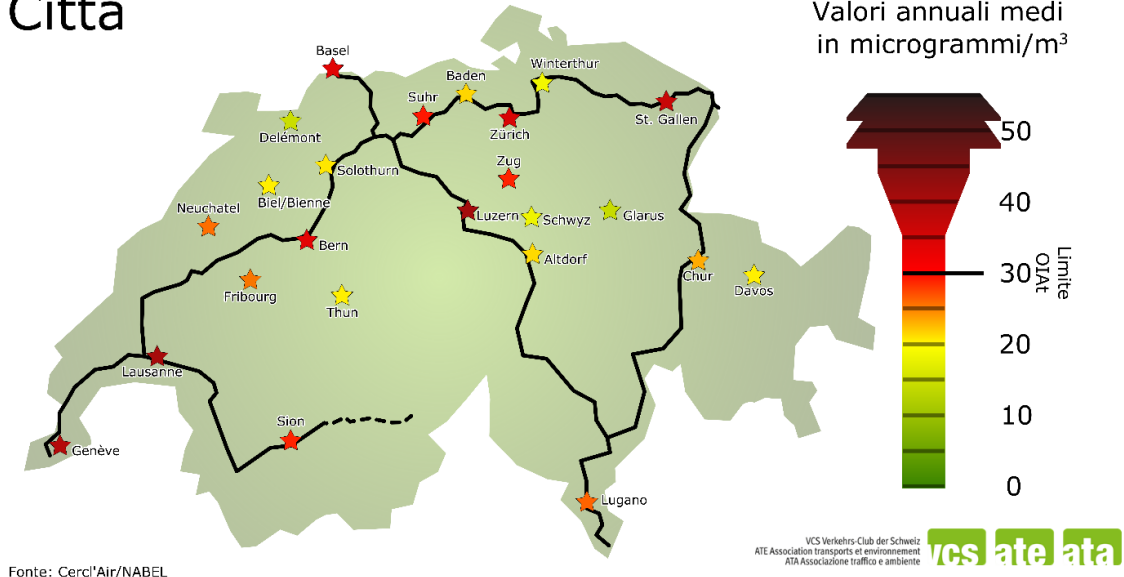 Città
Valori annuali medi
in microgrammi/m³
Basel
Winterthur
Baden
Suhr
St. Gallen
Zürich
Delémont
Zug
Solothurn
Biel/Bienne
Neuchatel
Luzern
Schwyz
Glarus
Bern
Altdorf
Chur
Davos
Fribourg
Thun
Lausanne
Sion
Genève
Lugano
50
40
30
Limite
OIAt
20
10
0
VCS Verkehrs-Club der Schweiz
ATE Association transports et environnement
ATA Associazione traffico e ambiente
vcs ate ata
Fonte: Cercl'Air/NABEL